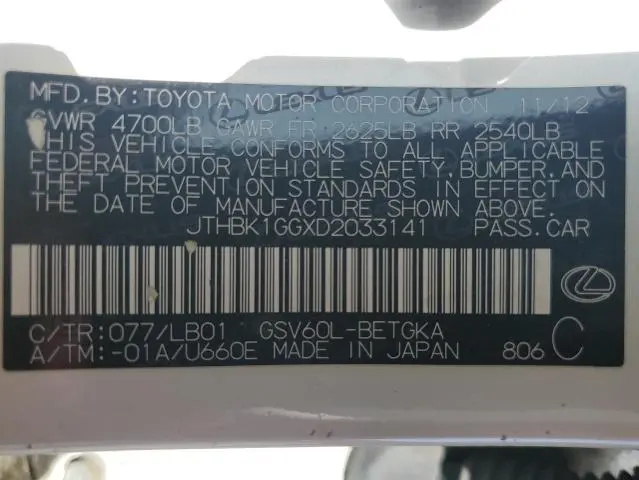 MFD. BY: TOYOTA MOTOR CORPORATION 11/12
GVWR 4700LB GAWR FR 2625LB RR 2540LB
THIS VEHICLE CONFORMS TO ALL APPLICABLE
FEDERAL MOTOR VEHICLE SAFETY, BUMPER, AND
THEFT PREVENTION STANDARDS IN EFFECT ON
THE DATE OF MANUFACTURE SHOWN ABOVE.
JTHBK1GGXD2033141 PASS.CAR
C/TR: 077/LB01 GSV60L-BETGKA
A/TM: -01A/U660E MADE IN JAPAN 806 C